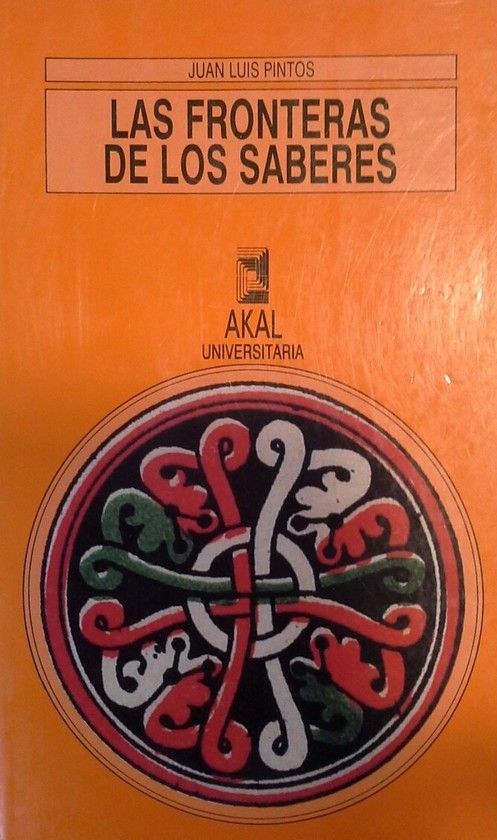 JUAN LUIS PINTOS
LAS FRONTERAS
DE LOS SABERES
AKAL
UNIVERSITARIA